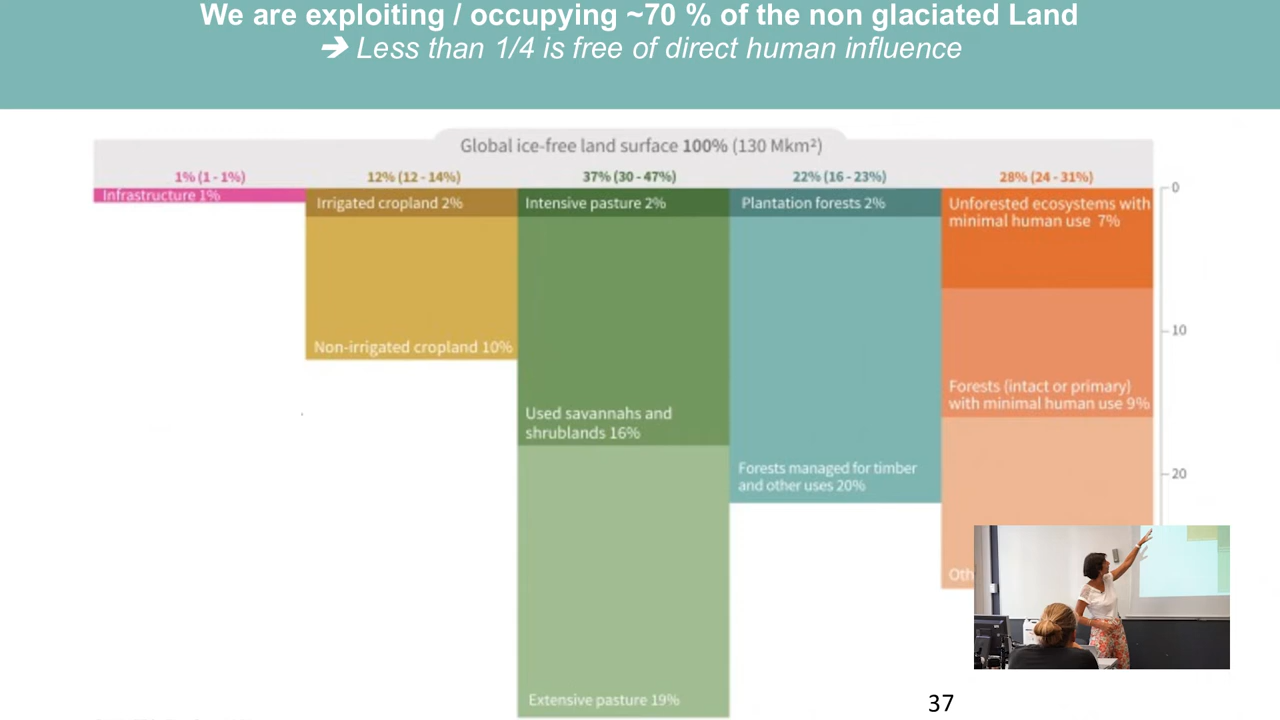 We are exploiting / occupying ~70 % of the non glaciated Land
➔ Less than 1/4 is free of direct human influence
Global ice-free land surface 100% (130 Mkm²)
1% (1 - 1%)
12% (12 - 14%)
37% (30 - 47%)
22% (16 - 23%)
28% (24 - 31%)
Infrastructure 1%
Irrigated cropland 2%
Non-irrigated cropland 10%
Intensive pasture 2%
Used savannahs and
shrublands 16%
Extensive pasture 19%
Plantation forests 2%
Forests managed for timber
and other uses 20%
Unforested ecosystems with
minimal human use 7%
Forests (intact or primary)
with minimal human use 9%
0
10
20
37